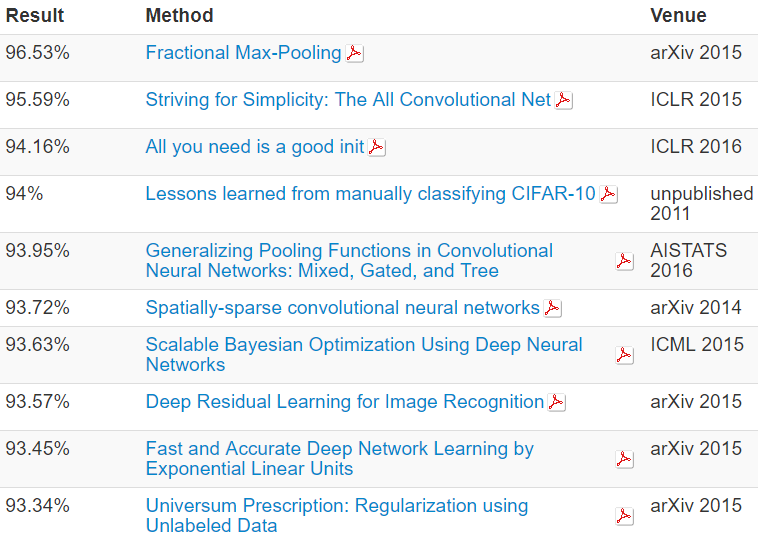 Result Method Venue
96.53% Fractional Max-Pooling arXiv 2015
95.59% Striving for Simplicity: The All Convolutional Net ICLR 2015
94.16% All you need is a good init ICLR 2016
94% Lessons learned from manually classifying CIFAR-10 unpublished
2011
93.95% Generalizing Pooling Functions in Convolutional AISTATS
Neural Networks: Mixed, Gated, and Tree 2016
93.72% Spatially-sparse convolutional neural networks arXiv 2014
93.63% Scalable Bayesian Optimization Using Deep Neural ICML 2015
Networks
93.57% Deep Residual Learning for Image Recognition arXiv 2015
93.45% Fast and Accurate Deep Network Learning by arXiv 2015
Exponential Linear Units
93.34% Universum Prescription: Regularization using arXiv 2015
Unlabeled Data